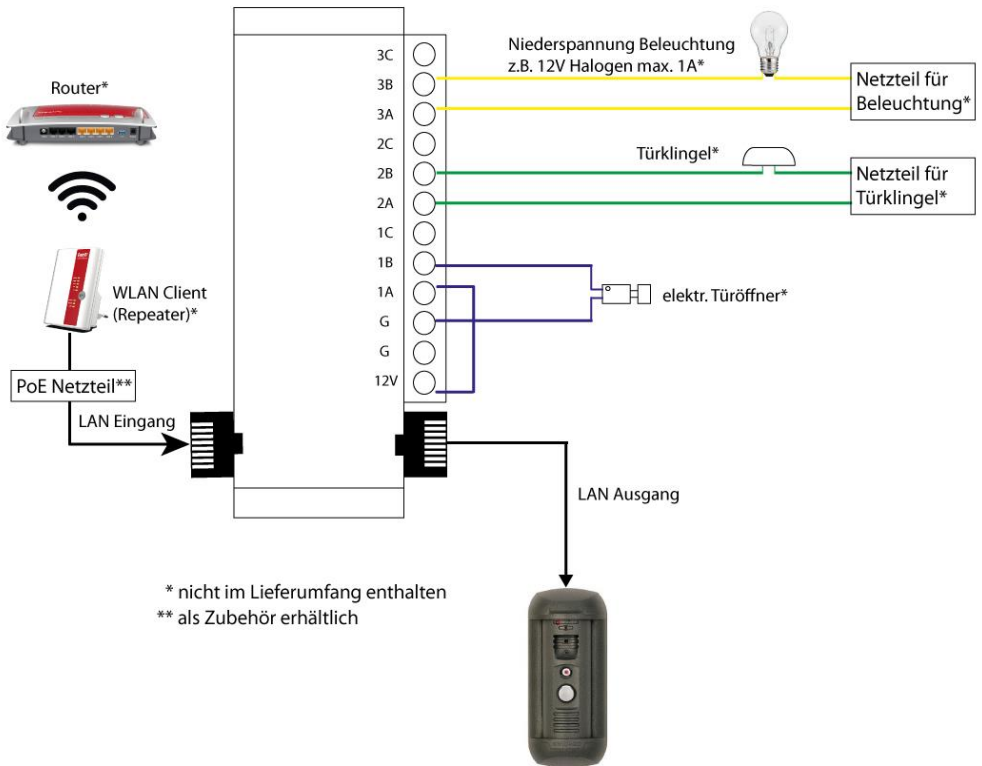 Router*
WLAN Client
(Repeater)*
PoE Netzteil**
LAN Eingang
3C
3B
3A
2C
2B
2A
1C
1B
1A
G
G
12V
Niederspannung Beleuchtung
z.B. 12V Halogen max. 1A*
Netzteil für
Beleuchtung*
Türklingel*
Netzteil für
Türklingel*
elektr. Türöffner*
LAN Ausgang
* nicht im Lieferumfang enthalten
** als Zubehör erhältlich